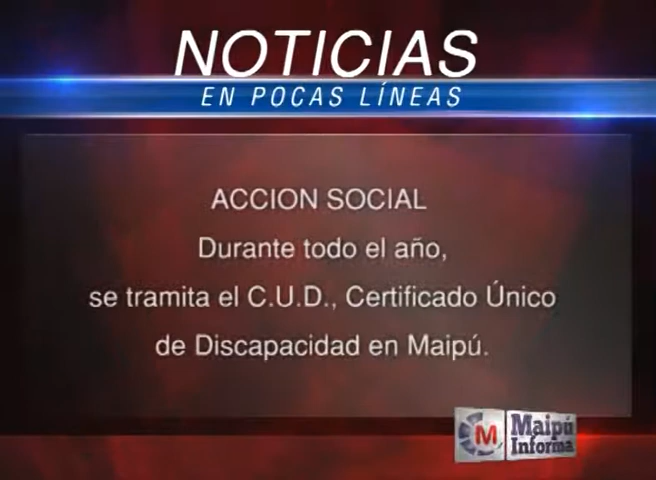 NOTICIAS
EN POCAS LÍNEAS
ACCION SOCIAL
Durante todo el año,
se tramita el C.U.D., Certificado Único
de Discapacidad en Maipú.
M Maipú
Informa